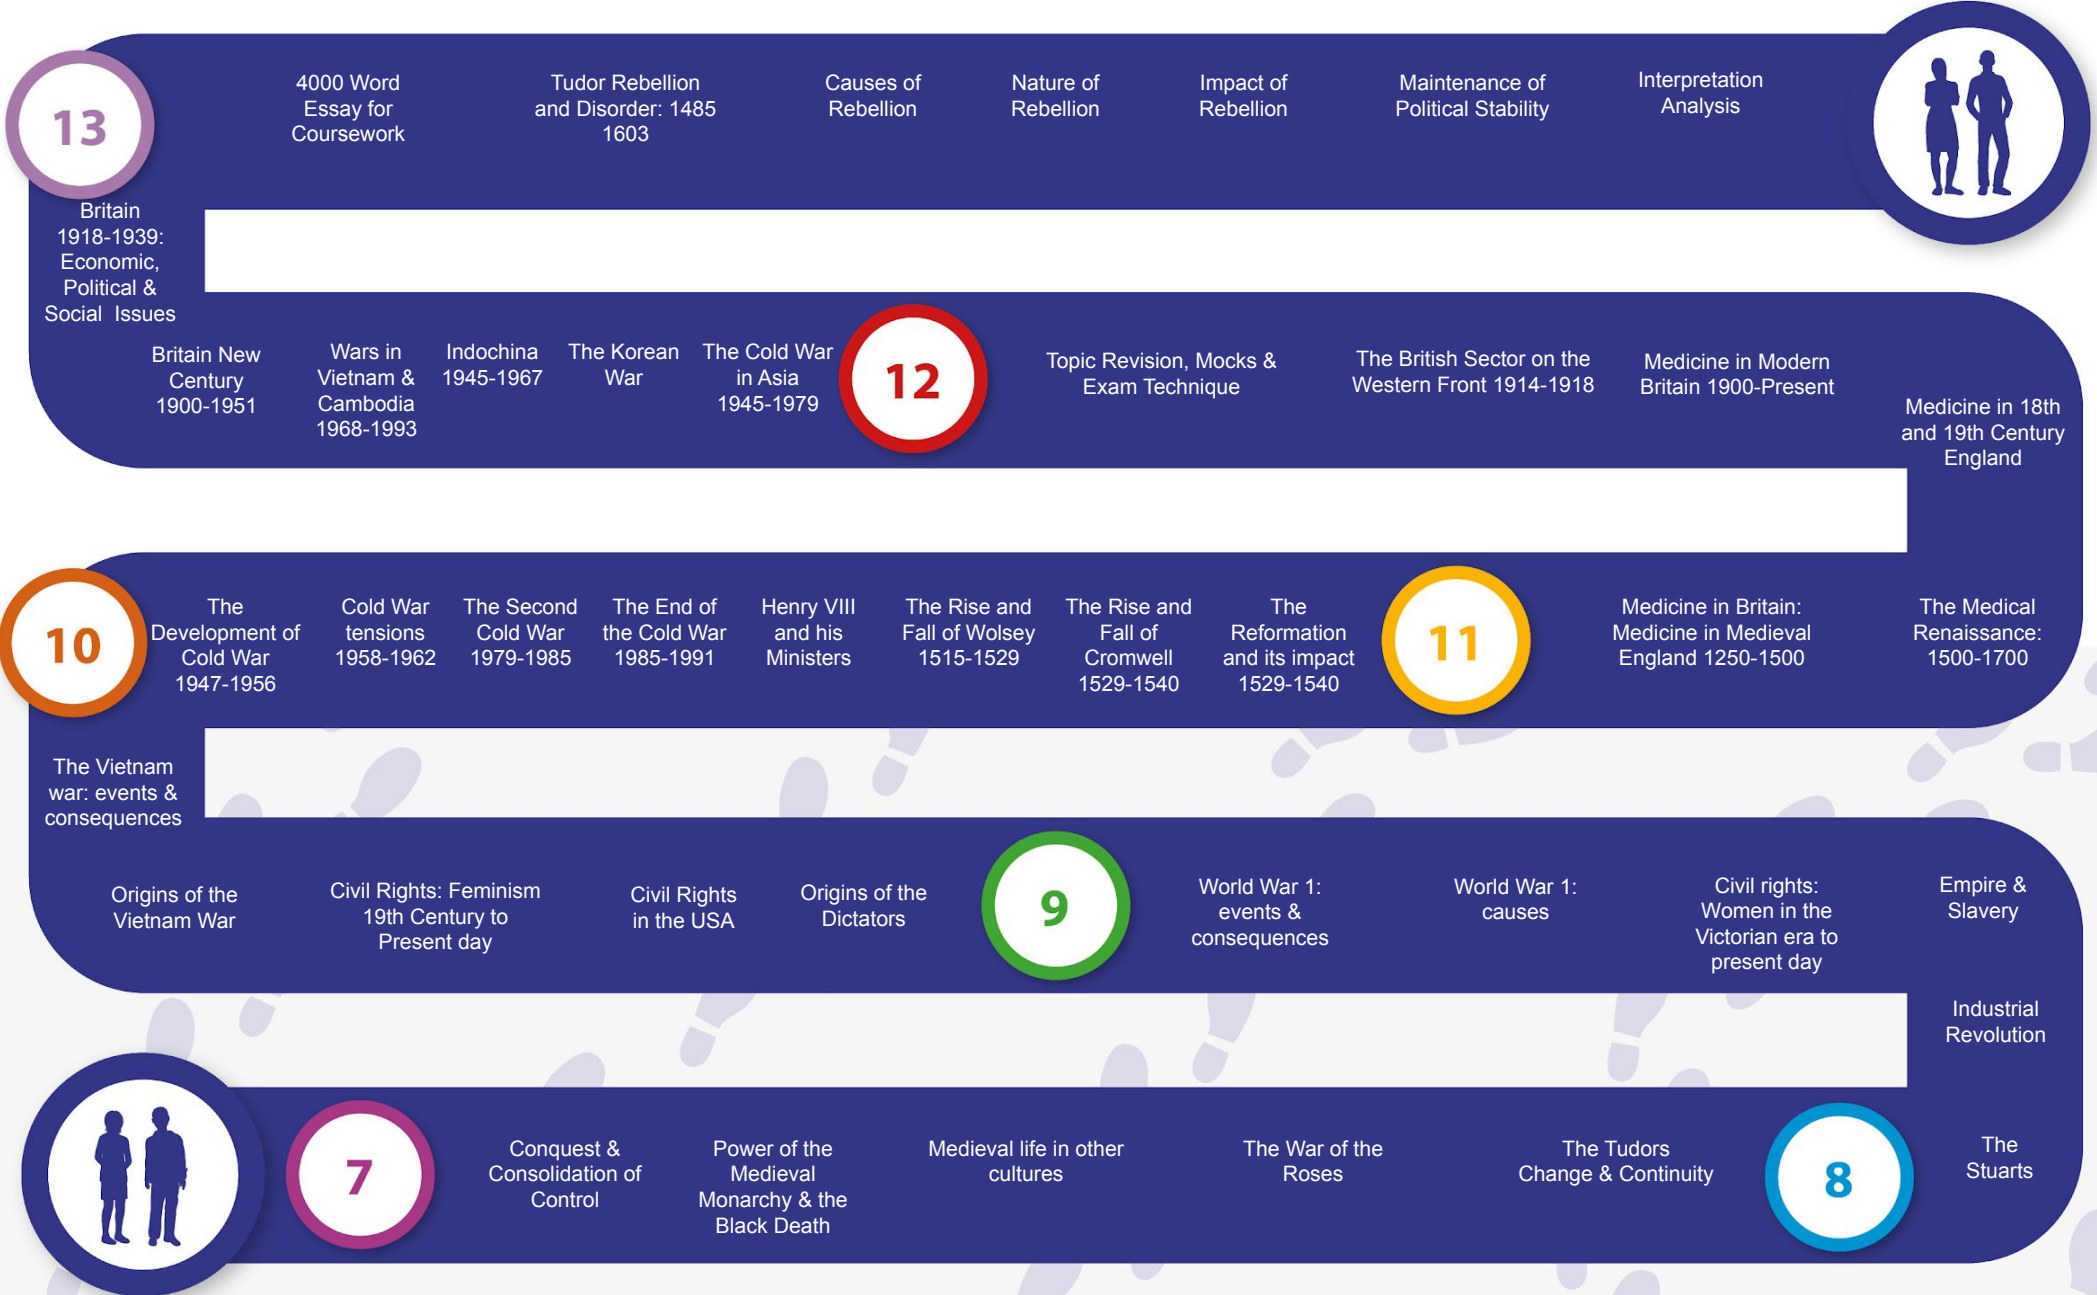 13
4000 Word
Essay for
Coursework
Tudor Rebellion
and Disorder: 1485
1603
Causes of
Rebellion
Nature of
Rebellion
Impact of
Rebellion
Maintenance of
Political Stability
Interpretation
Analysis
Britain
1918-1939:
Economic,
Political &
Social Issues
Britain New
Century
1900-1951
Wars in
Vietnam &
Cambodia
1968-1993
Indochina
1945-1967
The Korean
War
The Cold War
in Asia
1945-1979
12
Topic Revision, Mocks &
Exam Technique
The British Sector on the
Western Front 1914-1918
Medicine in Modern
Britain 1900-Present
Medicine in 18th
and 19th Century
England
10
The
Development of
Cold War
1947-1956
Cold War
tensions
1958-1962
The Second
Cold War
1979-1985
The End of
the Cold War
1985-1991
Henry VIII
and his
Ministers
The Rise and
Fall of Wolsey
1515-1529
The Rise and
Fall of
Cromwell
1529-1540
The
Reformation
and its impact
1529-1540
11
Medicine in Britain:
Medicine in Medieval
England 1250-1500
The Medical
Renaissance:
1500-1700
The Vietnam
war: events &
consequences
Origins of the
Vietnam War
Civil Rights: Feminism
19th Century to
Present day
Civil Rights
in the USA
Origins of the
Dictators
9
World War 1:
events &
consequences
World War 1:
causes
Civil rights:
Women in the
Victorian era to
present day
Empire &
Slavery
Industrial
Revolution
7
Conquest &
Consolidation of
Control
Power of the
Medieval
Monarchy & the
Black Death
Medieval life in other
cultures
The War of the
Roses
The Tudors
Change & Continuity
8
The
Stuarts